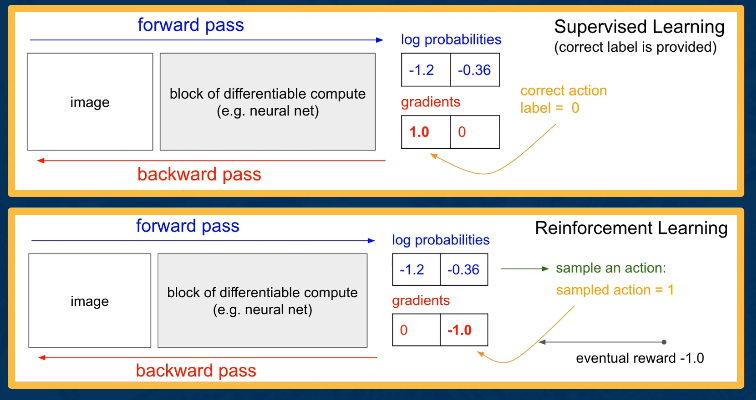 forward pass
Supervised Learning
(correct label is provided)
log probabilities
-1.2 -0.36
image
block of differentiable compute
(e.g. neural net)
gradients
1.0 0
correct action
label = 0
backward pass
forward pass
Reinforcement Learning
log probabilities
-1.2 -0.36
sample an action:
sampled action = 1
image
block of differentiable compute
(e.g. neural net)
gradients
0 -1.0
eventual reward -1.0
backward pass